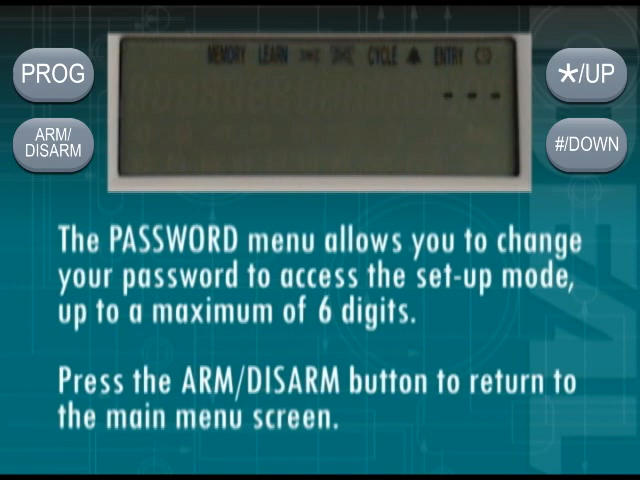 MEMORY LEARN CYCLE ENTRY
PROG
*/UP
ARM/
DISARM
#/DOWN
- - -
The PASSWORD menu allows you to change
your password to access the set-up mode,
up to a maximum of 6 digits.
Press the ARM/DISARM button to return to
the main menu screen.